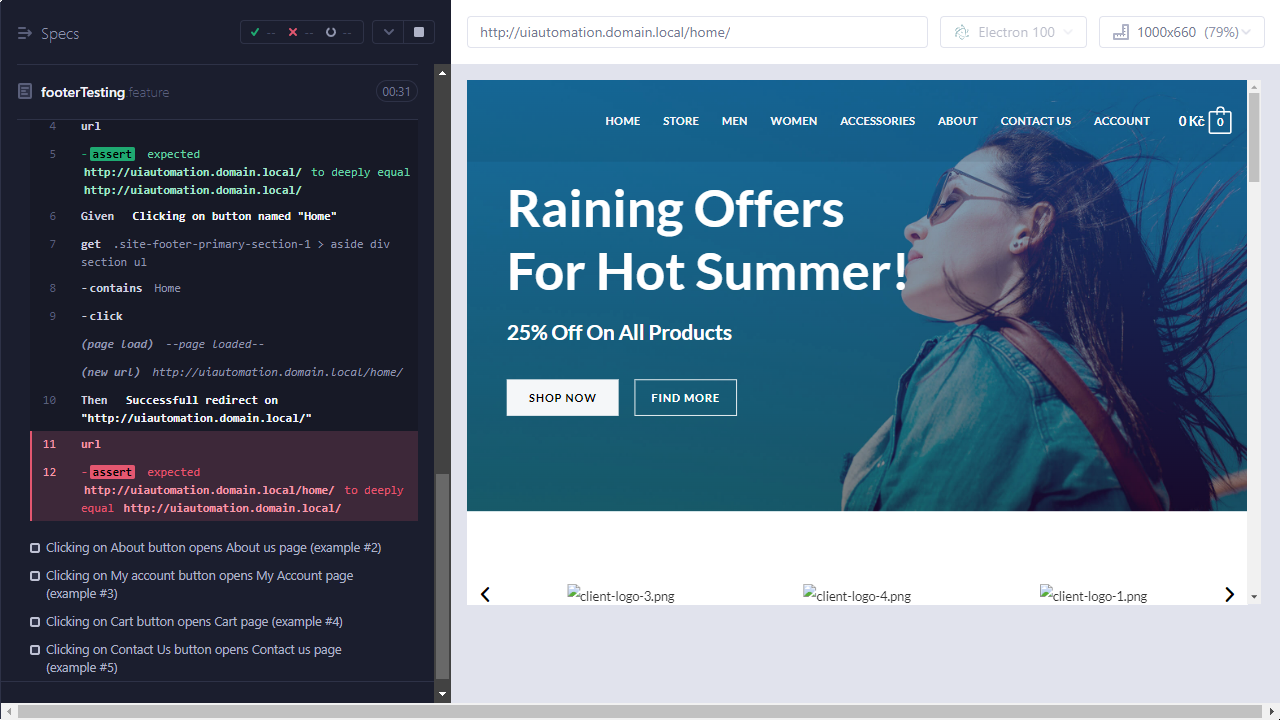 Specs
-- -- --
footerTesting.feature 00:31
4 url
5 -assert expected
http://uiautomation.domain.local/ to deeply equal
http://uiautomation.domain.local/
6 Given Clicking on button named "Home"
7 get .site-footer-primary-section-1 > aside div
section ul
8 -contains Home
9 -click
(page load) --page loaded--
(new url) http://uiautomation.domain.local/home/
10 Then Successfull redirect on
"http://uiautomation.domain.local/"
11 url
12 -assert expected
http://uiautomation.domain.local/home/ to deeply
equal http://uiautomation.domain.local/
Clicking on About button opens About us page (example #2)
Clicking on My account button opens My Account page
(example #3)
Clicking on Cart button opens Cart page (example #4)
Clicking on Contact Us button opens Contact us page
(example #5)
http://uiautomation.domain.local/home/
Electron 100
1000x660 (79%)
HOME STORE MEN WOMEN ACCESSORIES ABOUT CONTACT US ACCOUNT 0 Kč 0
Raining Offers
For Hot Summer!
25% Off On All Products
SHOP NOW FIND MORE
client-logo-3.png client-logo-4.png client-logo-1.png